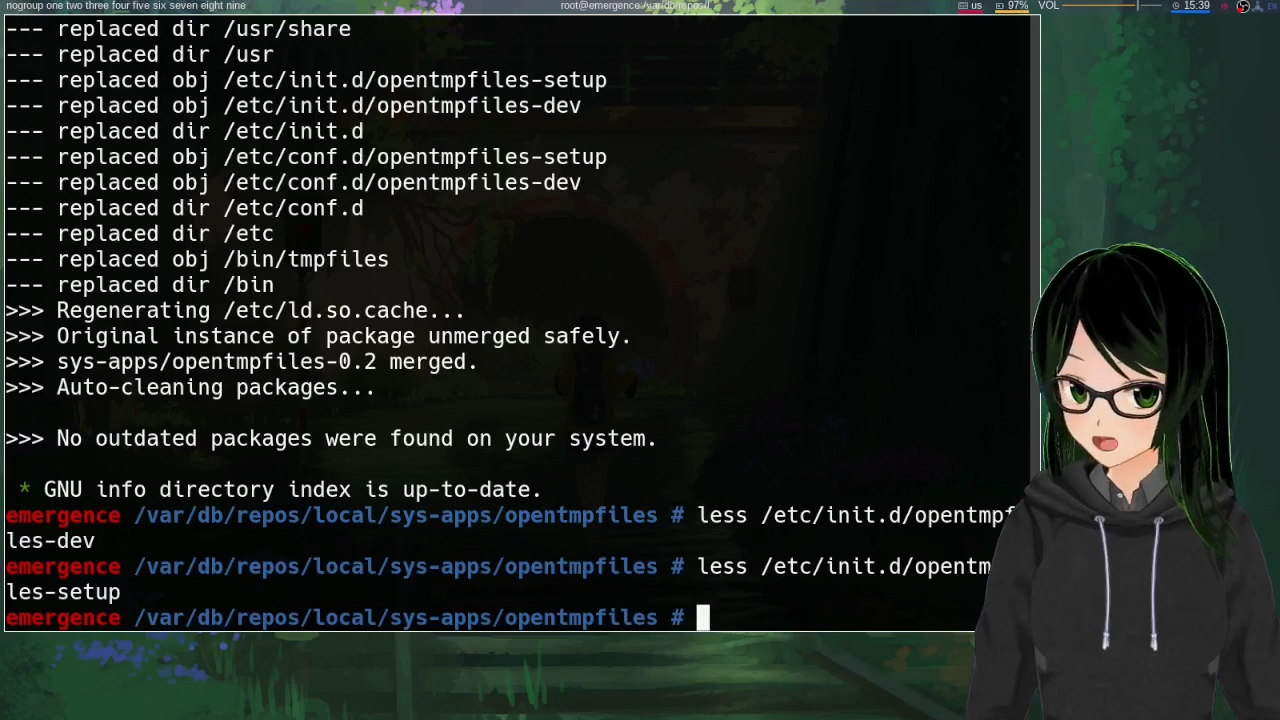 nogroup one two three four five six seven eight nine
root@emergence:/var/db/repos/l
us
97%
VOL
15:39
--- replaced dir /usr/share
--- replaced dir /usr
--- replaced obj /etc/init.d/opentmpfiles-setup
--- replaced obj /etc/init.d/opentmpfiles-dev
--- replaced dir /etc/init.d
--- replaced obj /etc/conf.d/opentmpfiles-setup
--- replaced obj /etc/conf.d/opentmpfiles-dev
--- replaced dir /etc/conf.d
--- replaced dir /etc
--- replaced obj /bin/tmpfiles
--- replaced dir /bin
>>> Regenerating /etc/ld.so.cache...
>>> Original instance of package unmerged safely.
>>> sys-apps/opentmpfiles-0.2 merged.
>>> Auto-cleaning packages...
>>> No outdated packages were found on your system.
* GNU info directory index is up-to-date.
emergence /var/db/repos/local/sys-apps/opentmpfiles # less /etc/init.d/opentmpf
les-dev
emergence /var/db/repos/local/sys-apps/opentmpfiles # less /etc/init.d/opentm
les-setup
emergence /var/db/repos/local/sys-apps/opentmpfiles #